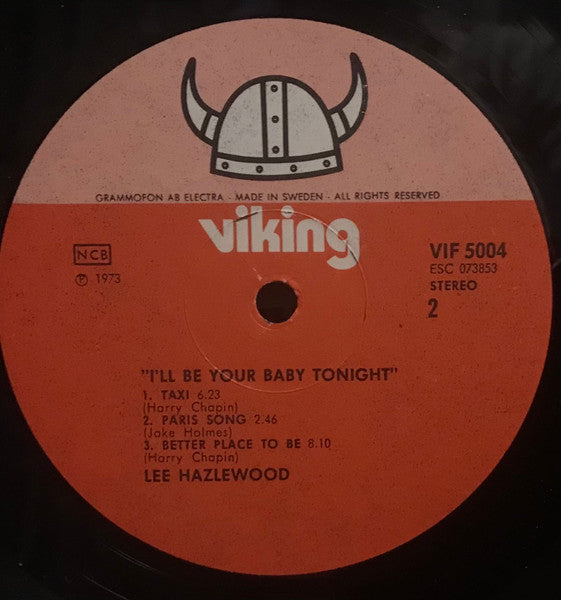 GRAMMOFON AB ELECTRA - MADE IN SWEDEN - ALL RIGHTS RESERVED
viking
NCB
℗ 1973
VIF 5004
ESC 073853
STEREO
2
"I'LL BE YOUR BABY TONIGHT"
1. TAXI 6.23
(Harry Chapin)
2. PARIS SONG 2.46
(Jake Holmes)
3. BETTER PLACE TO BE 8.10
(Harry Chapin)
LEE HAZLEWOOD